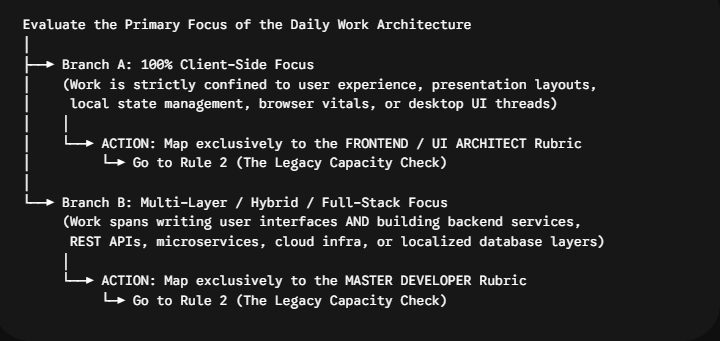 Evaluate the Primary Focus of the Daily Work Architecture
│
├──► Branch A: 100% Client-Side Focus
│    (Work is strictly confined to user experience, presentation layouts,
│     local state management, browser vitals, or desktop UI threads)
│    │
│    └──► ACTION: Map exclusively to the FRONTEND / UI ARCHITECT Rubric
│         └─► Go to Rule 2 (The Legacy Capacity Check)
│
└──► Branch B: Multi-Layer / Hybrid / Full-Stack Focus
     (Work spans writing user interfaces AND building backend services,
      REST APIs, microservices, cloud infra, or localized database layers)
     │
     └──► ACTION: Map exclusively to the MASTER DEVELOPER Rubric
          └─► Go to Rule 2 (The Legacy Capacity Check)